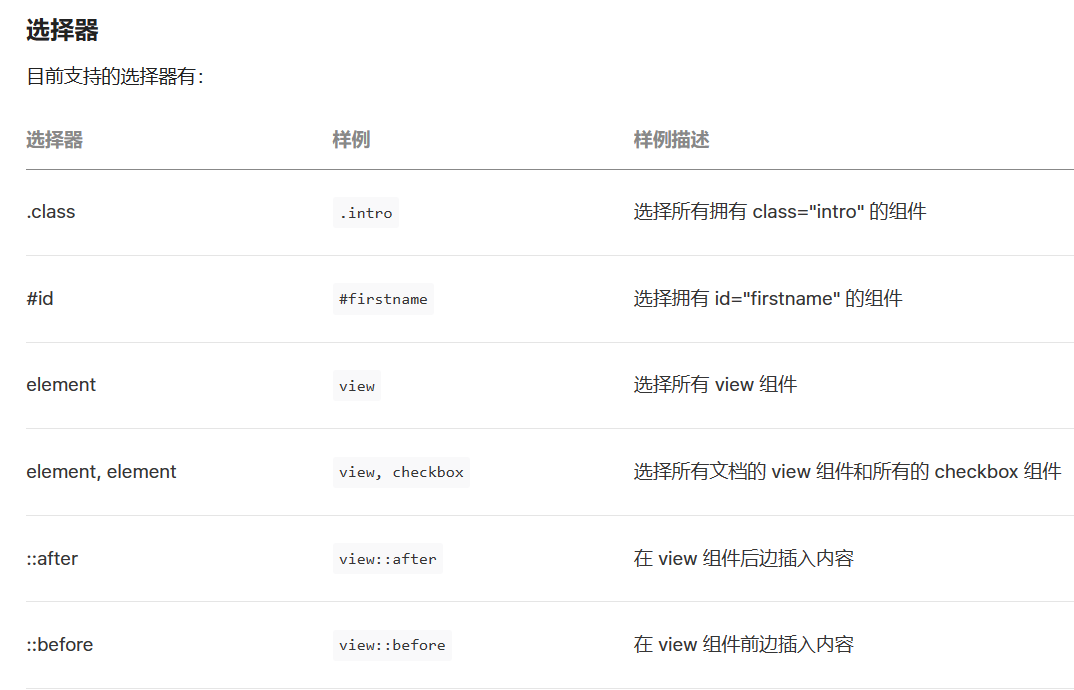 选择器
目前支持的选择器有：
选择器 样例 样例描述
.class .intro 选择所有拥有 class="intro" 的组件
#id #firstname 选择拥有 id="firstname" 的组件
element view 选择所有 view 组件
element, element view, checkbox 选择所有文档的 view 组件和所有的 checkbox 组件
::after view::after 在 view 组件后边插入内容
::before view::before 在 view 组件前边插入内容